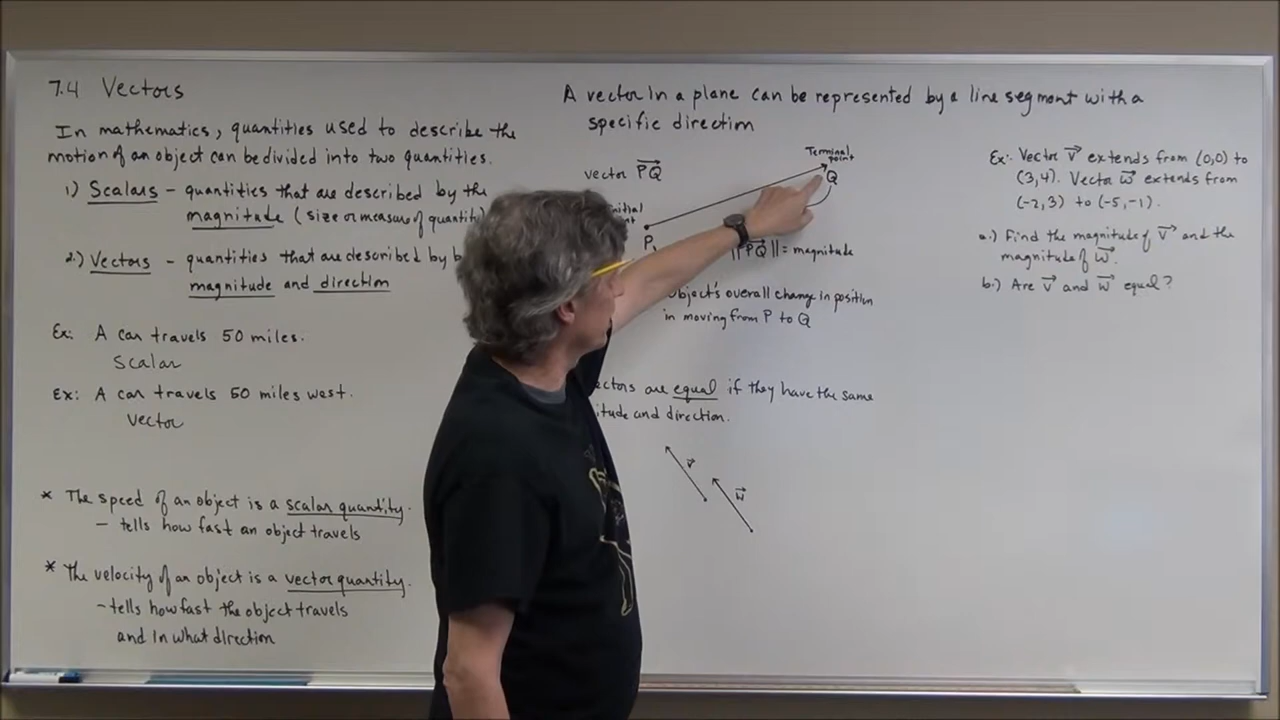 7.4 Vectors
In mathematics, quantities used to describe the
motion of an object can be divided into two quantities.
1) Scalars - quantities that are described by the
magnitude (size or measure of quantity)
2.) Vectors - quantities that are described by
magnitude and direction
Ex: A car travels 50 miles.
Scalar
Ex: A car travels 50 miles west.
Vector
* The speed of an object is a scalar quantity.
- tells how fast an object travels
* The velocity of an object is a vector quantity.
- tells how fast the object travels
and in what direction
A vector in a plane can be represented by a line segment with a
specific direction
vector PQ
Terminal
point
Q
P
||PQ|| = magnitude
object's overall change in position
in moving from P to Q
are equal if they have the same
and direction.
v
w
Ex: Vector v extends from (0,0) to
(3,4). Vector w extends from
(-2,3) to (-5,-1).
a.) Find the magnitude of v and the
magnitude of w.
b.) Are v and w equal?